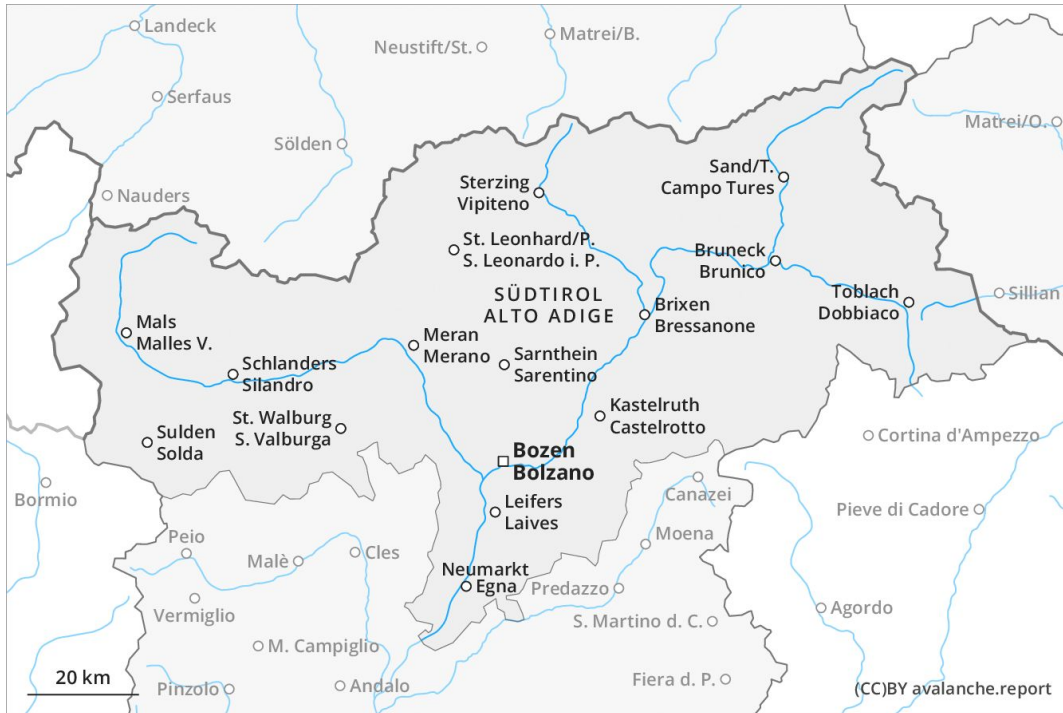 Landeck
Neustift/St.
Matrei/B.
Serfaus
Matrei/O.
Sölden
Nauders
Sterzing
Vipiteno
Sand/T.
Campo Tures
St. Leonhard/P.
S. Leonardo i. P.
Bruneck
Brunico
SÜDTIROL
ALTO ADIGE
Brixen
Bressanone
Toblach
Dobbiaco
Sillian
Mals
Malles V.
Meran
Merano
Schlanders
Silandro
Sarnthein
Sarentino
St. Walburg
S. Valburga
Kastelruth
Castelrotto
Sulden
Solda
Cortina d'Ampezzo
Bozen
Bolzano
Bormio
Canazei
Leifers
Laives
Pieve di Cadore
Peio
Malè
Cles
Moena
Neumarkt
Egna
Predazzo
Vermiglio
Agordo
S. Martino d. C.
M. Campiglio
20 km
Pinzolo
Andalo
Fiera d. P.
(CC)BY avalanche.report